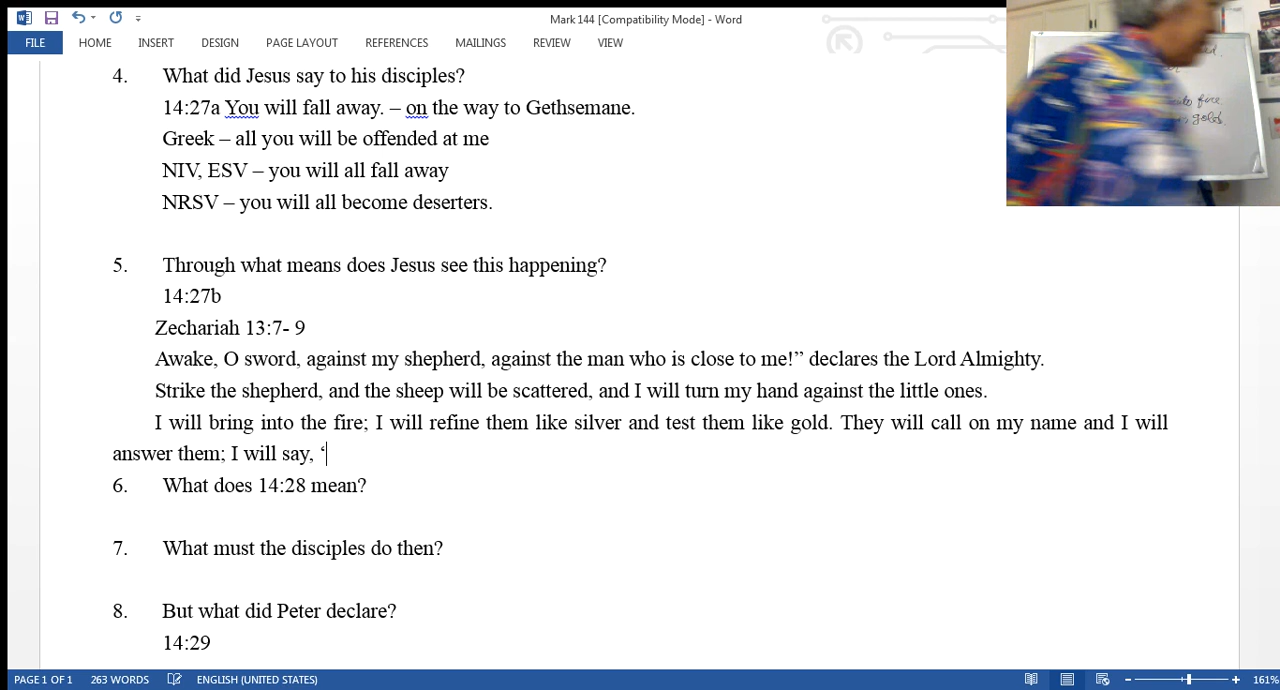 Mark 144 [Compatibility Mode] - Word
FILE HOME INSERT DESIGN PAGE LAYOUT REFERENCES MAILINGS REVIEW VIEW
4. What did Jesus say to his disciples?
14:27a You will fall away. – on the way to Gethsemane.
Greek – all you will be offended at me
NIV, ESV – you will all fall away
NRSV – you will all become deserters.
5. Through what means does Jesus see this happening?
14:27b
Zechariah 13:7- 9
Awake, O sword, against my shepherd, against the man who is close to me!” declares the Lord Almighty.
Strike the shepherd, and the sheep will be scattered, and I will turn my hand against the little ones.
I will bring into the fire; I will refine them like silver and test them like gold. They will call on my name and I will
answer them; I will say, ‘
6. What does 14:28 mean?
7. What must the disciples do then?
8. But what did Peter declare?
14:29
fire
gold.
PAGE 1 OF 1 263 WORDS ENGLISH (UNITED STATES) 161%